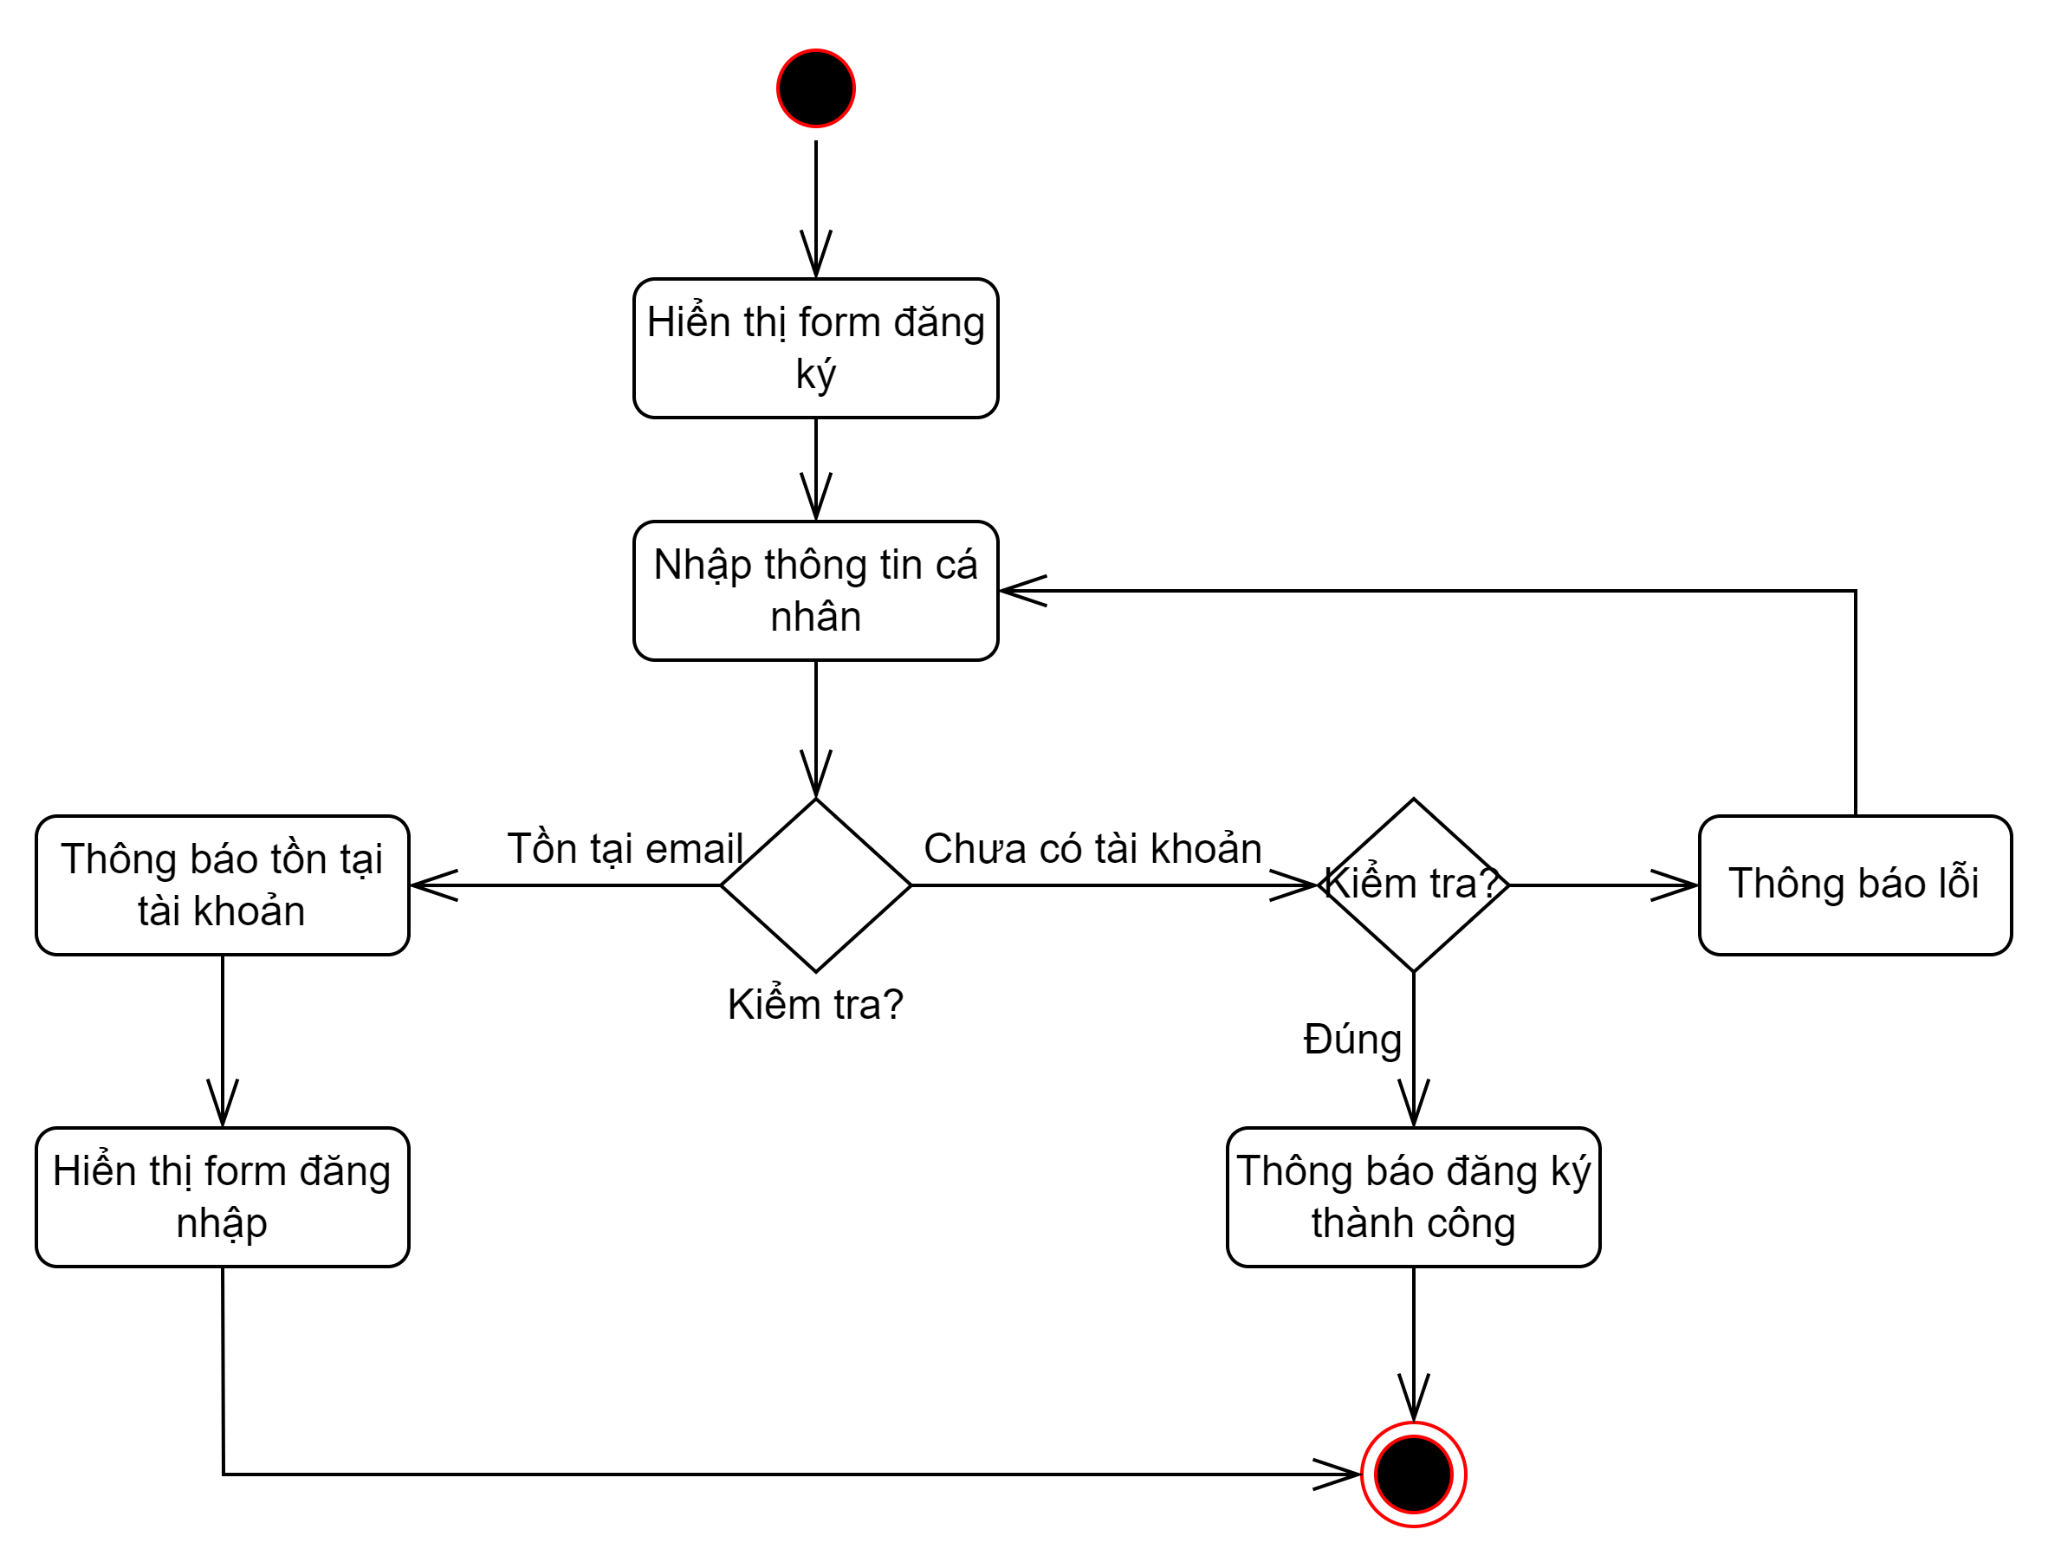 Hiển thị form đăng
ký
Nhập thông tin cá
nhân
Tồn tại email
Chưa có tài khoản
Thông báo tồn tại
tài khoản
Kiểm tra?
Thông báo lỗi
Kiểm tra?
Đúng
Hiển thị form đăng
nhập
Thông báo đăng ký
thành công